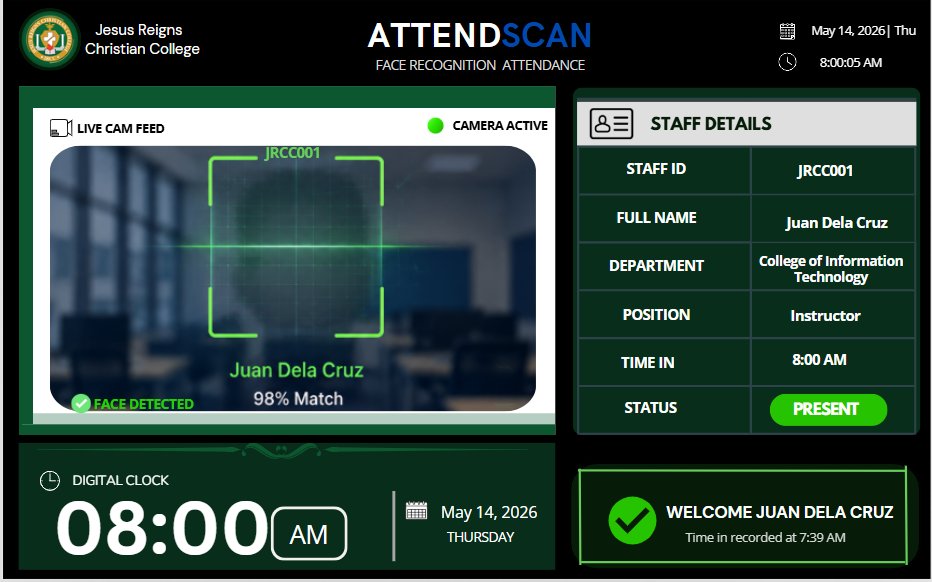 Jesus Reigns
Christian College
ATTENDSCAN
FACE RECOGNITION ATTENDANCE
May 14, 2026| Thu
8:00:05 AM
LIVE CAM FEED
CAMERA ACTIVE
JRCC001
Juan Dela Cruz
98% Match
FACE DETECTED
STAFF DETAILS
STAFF ID
JRCC001
FULL NAME
Juan Dela Cruz
DEPARTMENT
College of Information
Technology
POSITION
Instructor
TIME IN
8:00 AM
STATUS
PRESENT
DIGITAL CLOCK
08:00 AM
May 14, 2026
THURSDAY
WELCOME JUAN DELA CRUZ
Time in recorded at 7:39 AM